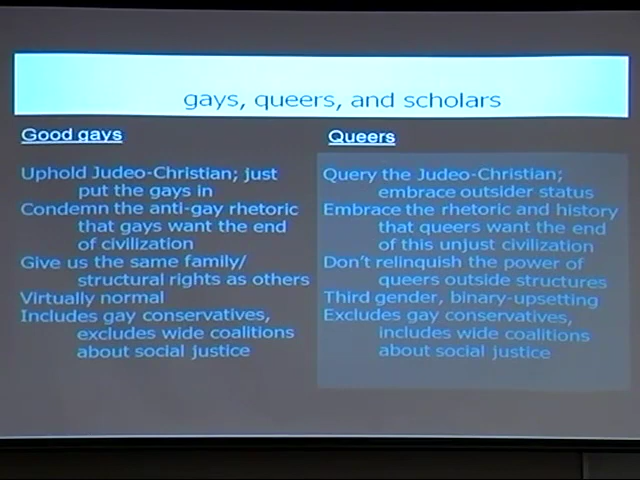 gays, queers, and scholars
Good gays
Uphold Judeo-Christian; just
put the gays in
Condemn the anti-gay rhetoric
that gays want the end
of civilization
Give us the same family/
structural rights as others
Virtually normal
Includes gay conservatives,
excludes wide coalitions
about social justice
Queers
Query the Judeo-Christian;
embrace outsider status
Embrace the rhetoric and history
that queers want the end
of this unjust civilization
Don't relinquish the power of
queers outside structures
Third gender, binary-upsetting
Excludes gay conservatives,
includes wide coalitions
about social justice